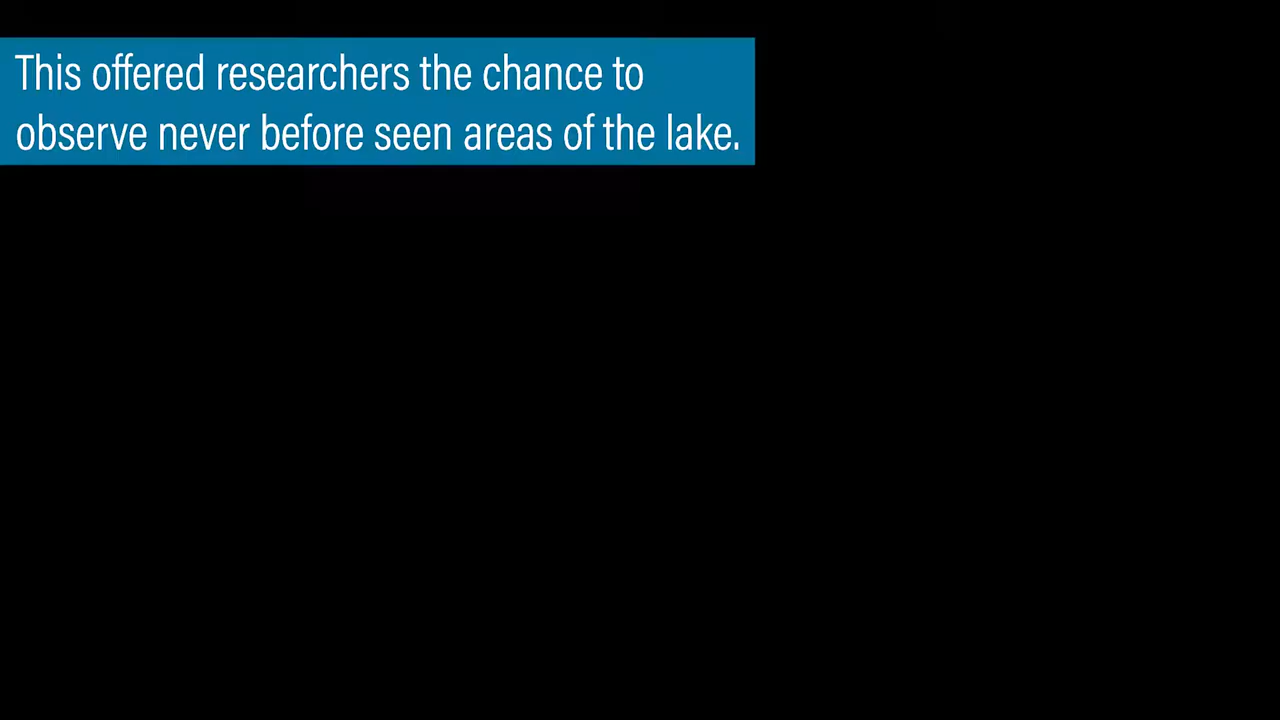 This offered researchers the chance to
observe never before seen areas of the lake.